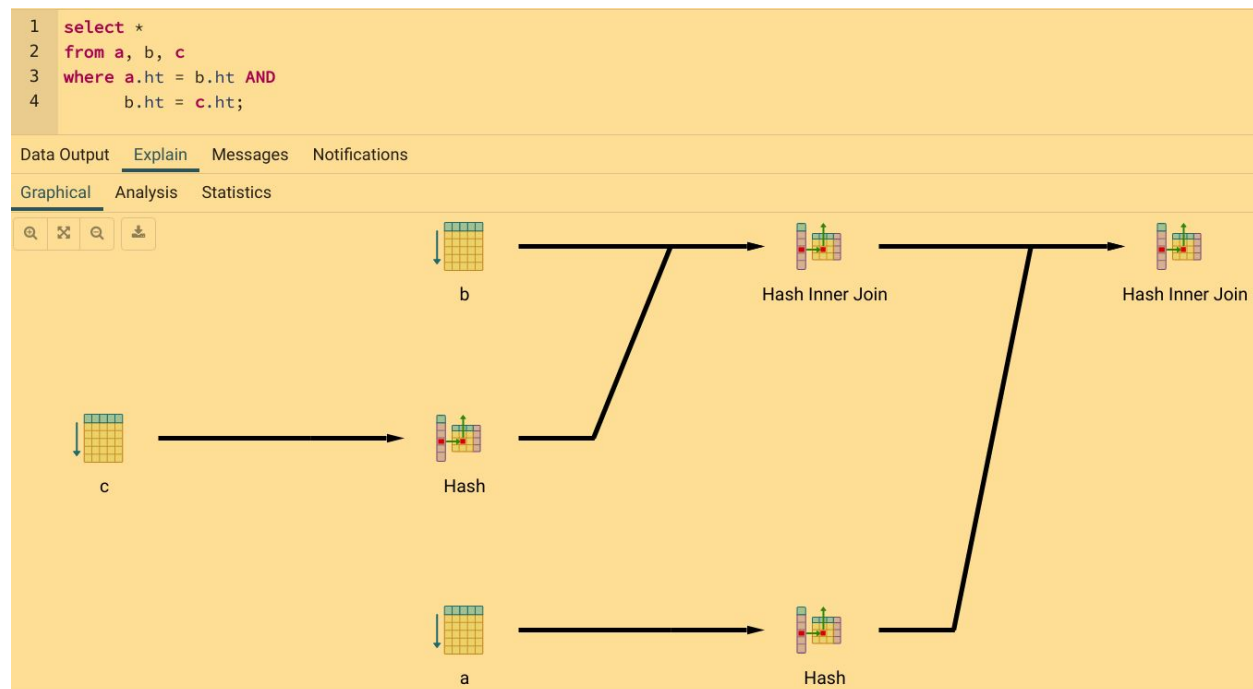 1 select *
2 from a, b, c
3 where a.ht = b.ht AND
4 b.ht = c.ht;
Data Output Explain Messages Notifications
Graphical Analysis Statistics
b
Hash Inner Join
Hash Inner Join
c
Hash
a
Hash